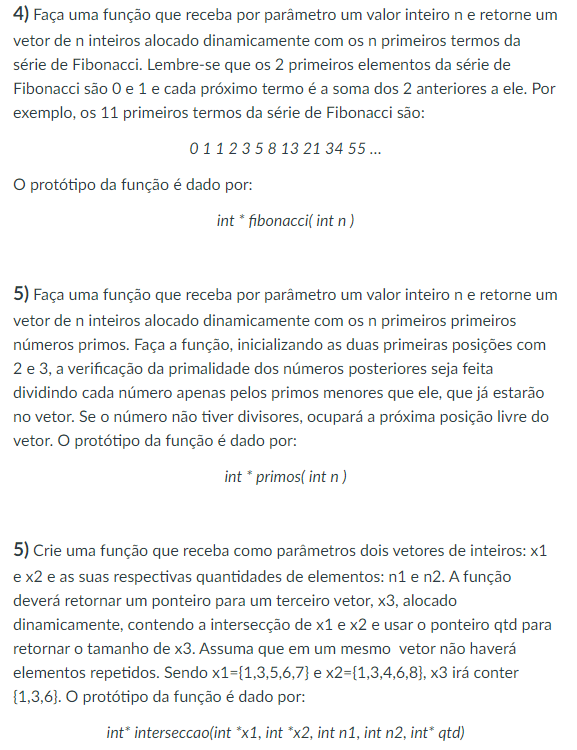 4) Faça uma função que receba por parâmetro um valor inteiro n e retorne um
vetor de n inteiros alocado dinamicamente com os n primeiros termos da
série de Fibonacci. Lembre-se que os 2 primeiros elementos da série de
Fibonacci são 0 e 1 e cada próximo termo é a soma dos 2 anteriores a ele. Por
exemplo, os 11 primeiros termos da série de Fibonacci são:
0 1 1 2 3 5 8 13 21 34 55 ...
O protótipo da função é dado por:
int * fibonacci( int n )
5) Faça uma função que receba por parâmetro um valor inteiro n e retorne um
vetor de n inteiros alocado dinamicamente com os n primeiros primeiros
números primos. Faça a função, inicializando as duas primeiras posições com
2 e 3, a verificação da primalidade dos números posteriores seja feita
dividindo cada número apenas pelos primos menores que ele, que já estarão
no vetor. Se o número não tiver divisores, ocupará a próxima posição livre do
vetor. O protótipo da função é dado por:
int * primos( int n )
5) Crie uma função que receba como parâmetros dois vetores de inteiros: x1
e x2 e as suas respectivas quantidades de elementos: n1 e n2. A função
deverá retornar um ponteiro para um terceiro vetor, x3, alocado
dinamicamente, contendo a intersecção de x1 e x2 e usar o ponteiro qtd para
retornar o tamanho de x3. Assuma que em um mesmo vetor não haverá
elementos repetidos. Sendo x1={1,3,5,6,7} e x2={1,3,4,6,8}, x3 irá conter
{1,3,6}. O protótipo da função é dado por:
int* interseccao(int *x1, int *x2, int n1, int n2, int* qtd)